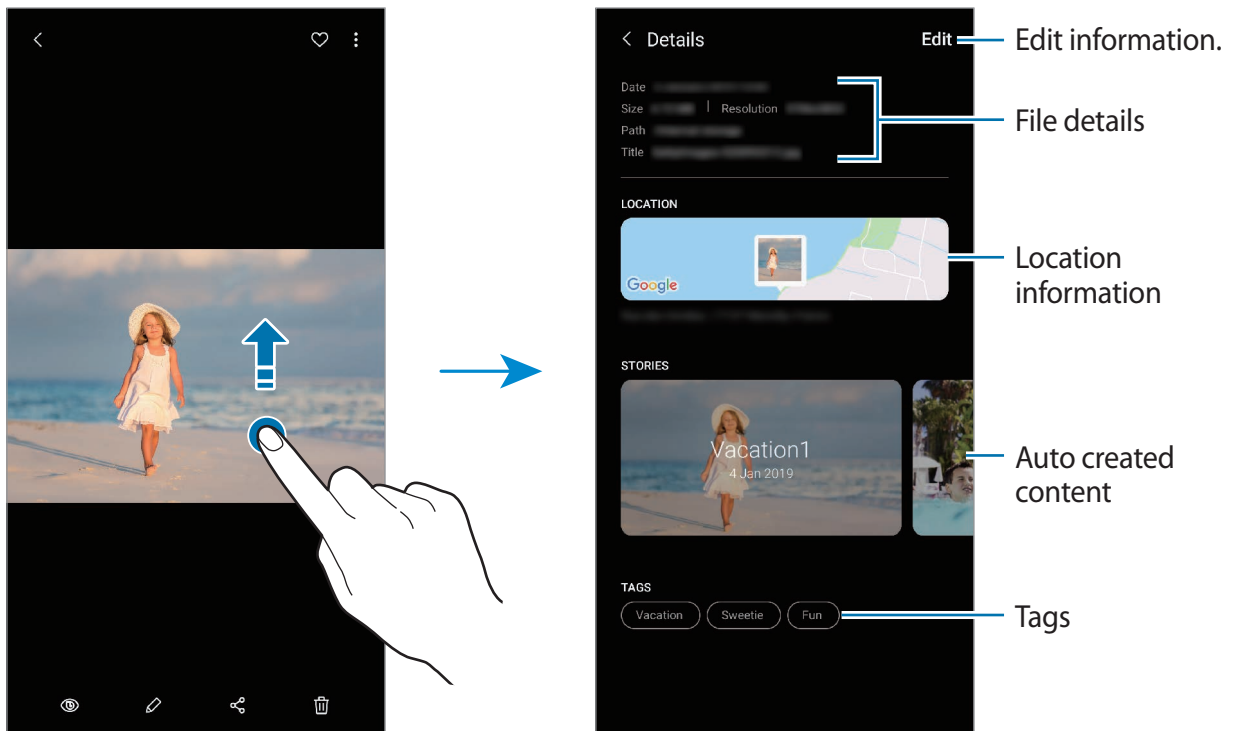 Details
Edit
Edit information.
Date
Size | Resolution
Path
Title
File details
LOCATION
Google
Location
information
STORIES
Vacation1
4 Jan 2019
Auto created
content
TAGS
Vacation
Sweetie
Fun
Tags